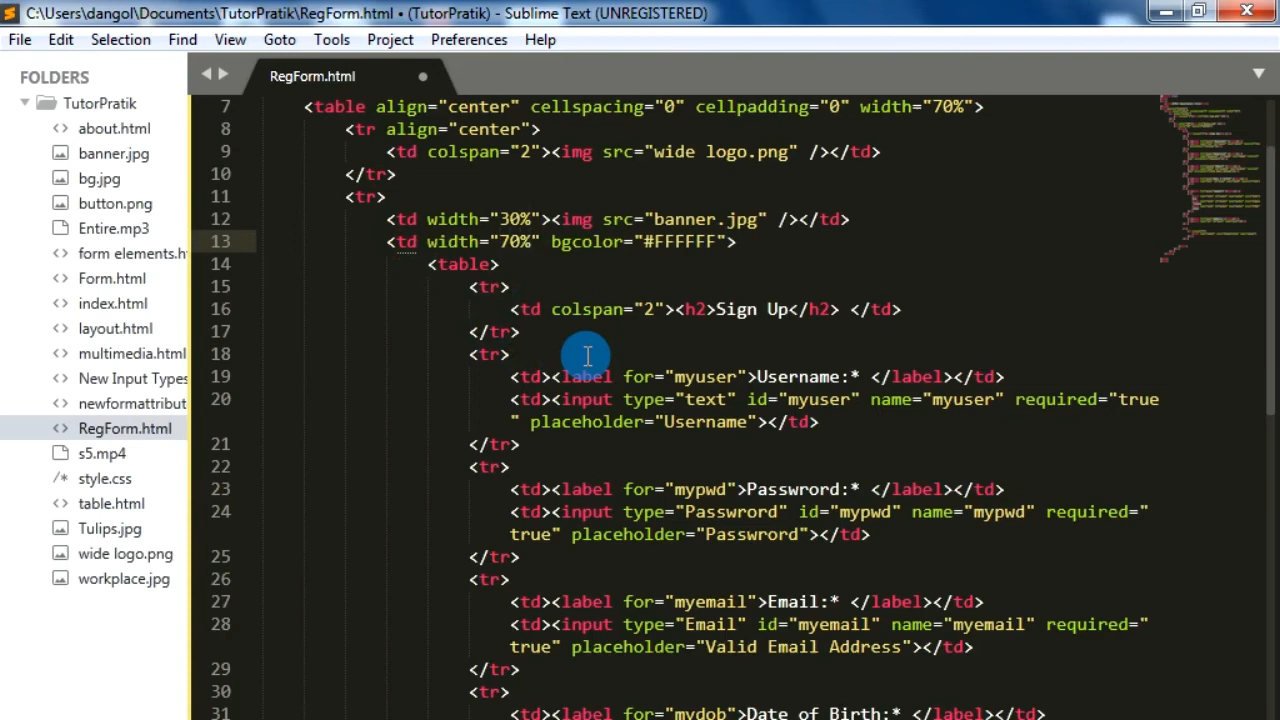 C:\Users\dangol\Documents\TutorPratik\RegForm.html • (TutorPratik) - Sublime Text (UNREGISTERED)
File Edit Selection Find View Goto Tools Project Preferences Help
FOLDERS
TutorPratik
about.html
banner.jpg
bg.jpg
button.png
Entire.mp3
form elements.h
Form.html
index.html
layout.html
multimedia.html
New Input Types
newformattribut
RegForm.html
s5.mp4
style.css
table.html
Tulips.jpg
wide logo.png
workplace.jpg
RegForm.html
7 <table align="center" cellspacing="0" cellpadding="0" width="70%">
8 <tr align="center">
9 <td colspan="2"><img src="wide logo.png" /></td>
10 </tr>
11 <tr>
12 <td width="30%"><img src="banner.jpg" /></td>
13 <td width="70%" bgcolor="#FFFFFF">
14 <table>
15 <tr>
16 <td colspan="2"><h2>Sign Up</h2> </td>
17 </tr>
18 <tr>
19 <td><label for="myuser">Username:* </label></td>
20 <td><input type="text" id="myuser" name="myuser" required="true
" placeholder="Username"></td>
21 </tr>
22 <tr>
23 <td><label for="mypwd">Passwrord:* </label></td>
24 <td><input type="Passwrord" id="mypwd" name="mypwd" required="
true" placeholder="Passwrord"></td>
25 </tr>
26 <tr>
27 <td><label for="myemail">Email:* </label></td>
28 <td><input type="Email" id="myemail" name="myemail" required="
true" placeholder="Valid Email Address"></td>
29 </tr>
30 <tr>
31 <td><label for="mydob">Date of Birth:* </label></td>